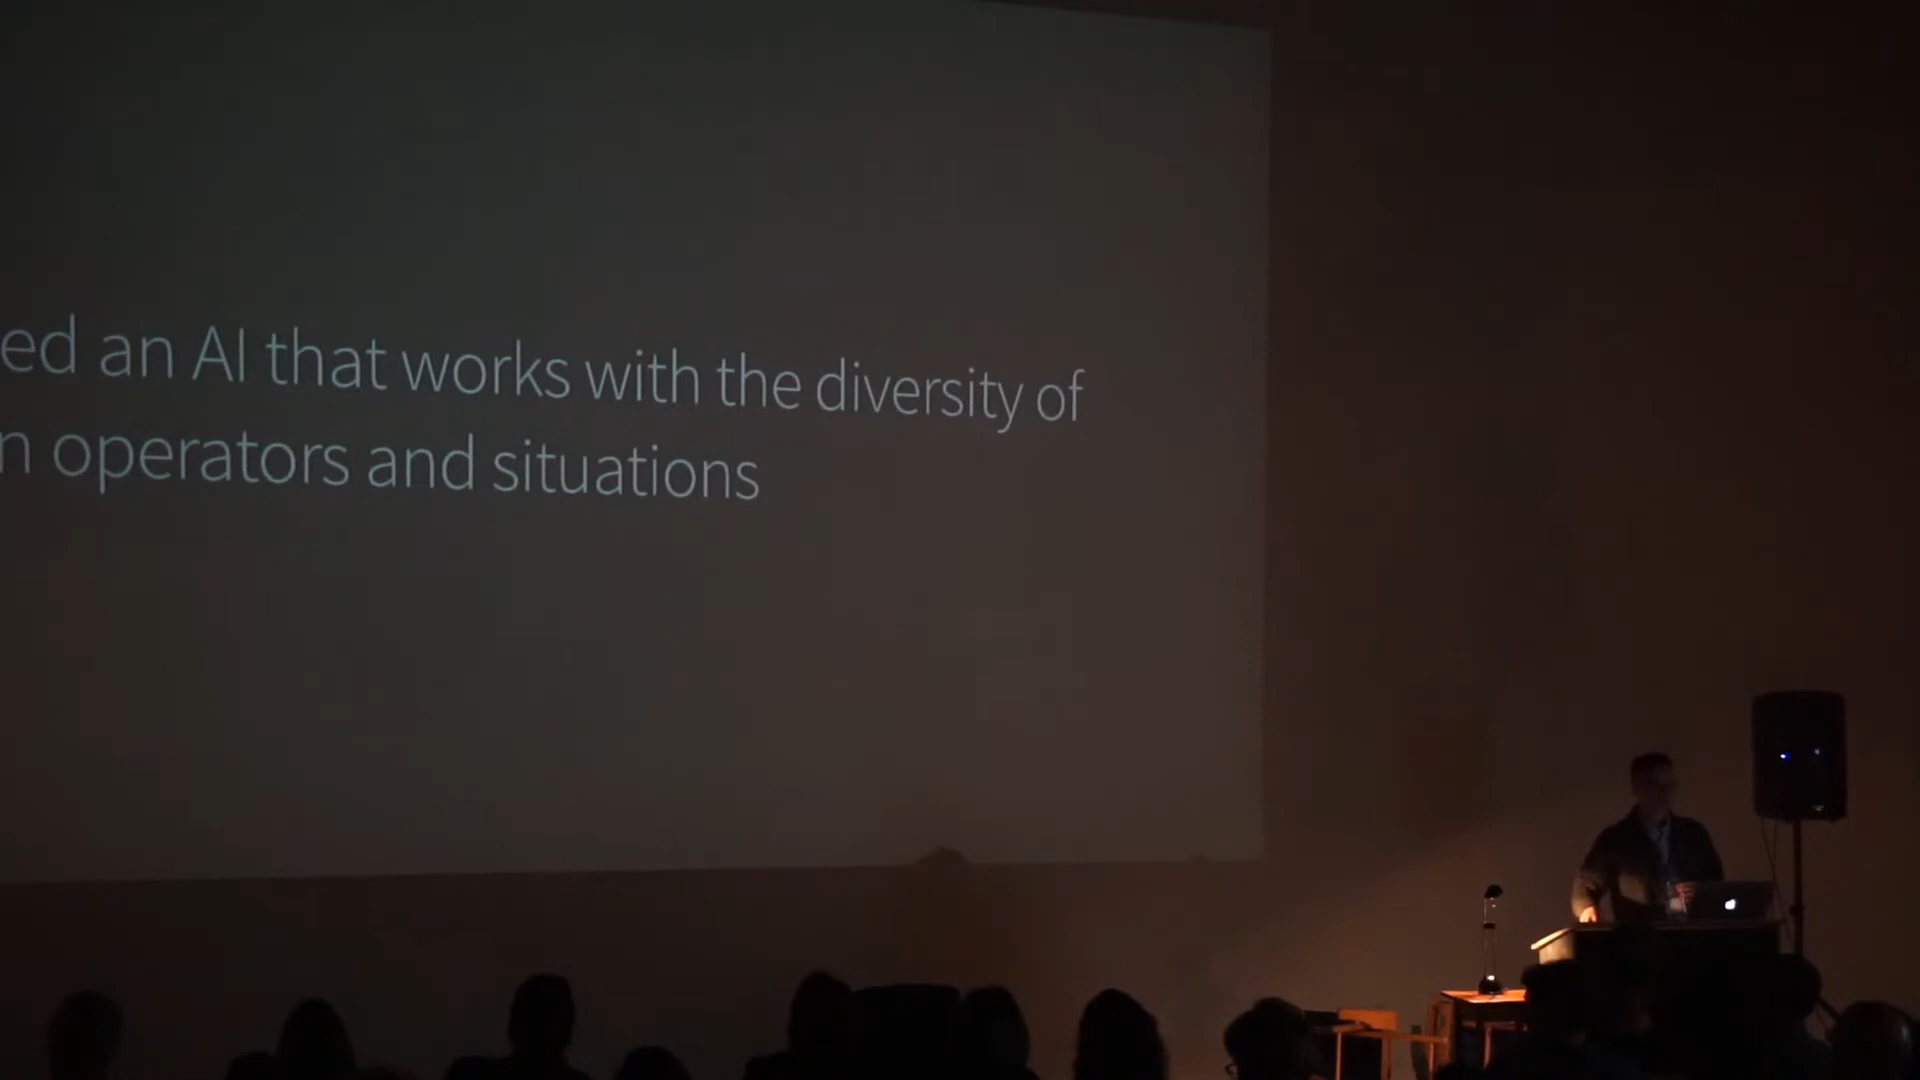 ed an AI that works with the diversity of
n operators and situations